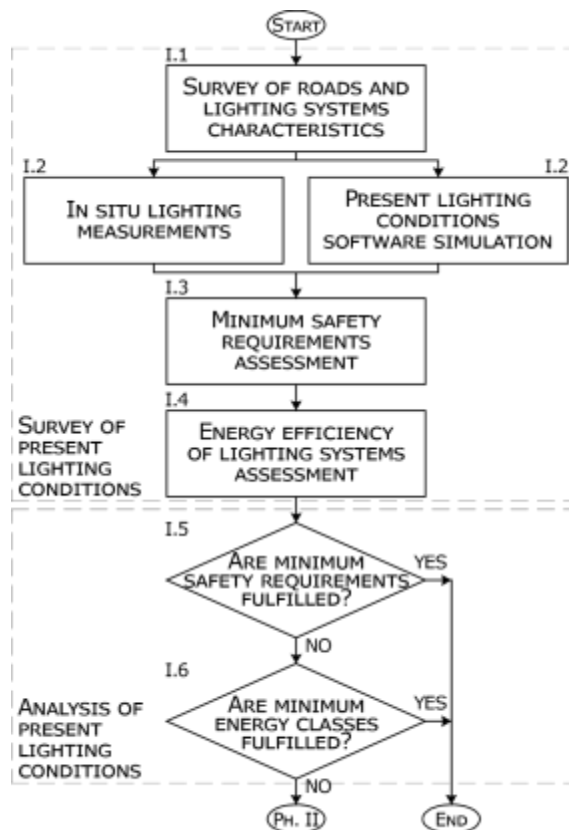 START
I.1
SURVEY OF ROADS AND
LIGHTING SYSTEMS
CHARACTERISTICS
I.2
IN SITU LIGHTING
MEASUREMENTS
I.2
PRESENT LIGHTING
CONDITIONS
SOFTWARE SIMULATION
I.3
MINIMUM SAFETY
REQUIREMENTS
ASSESSMENT
I.4
ENERGY EFFICIENCY
OF LIGHTING SYSTEMS
ASSESSMENT
SURVEY OF
PRESENT
LIGHTING
CONDITIONS
I.5
ARE MINIMUM
SAFETY REQUIREMENTS
FULFILLED?
YES
NO
I.6
ARE MINIMUM
ENERGY CLASSES
FULFILLED?
YES
NO
ANALYSIS OF
PRESENT
LIGHTING
CONDITIONS
PH. II
END